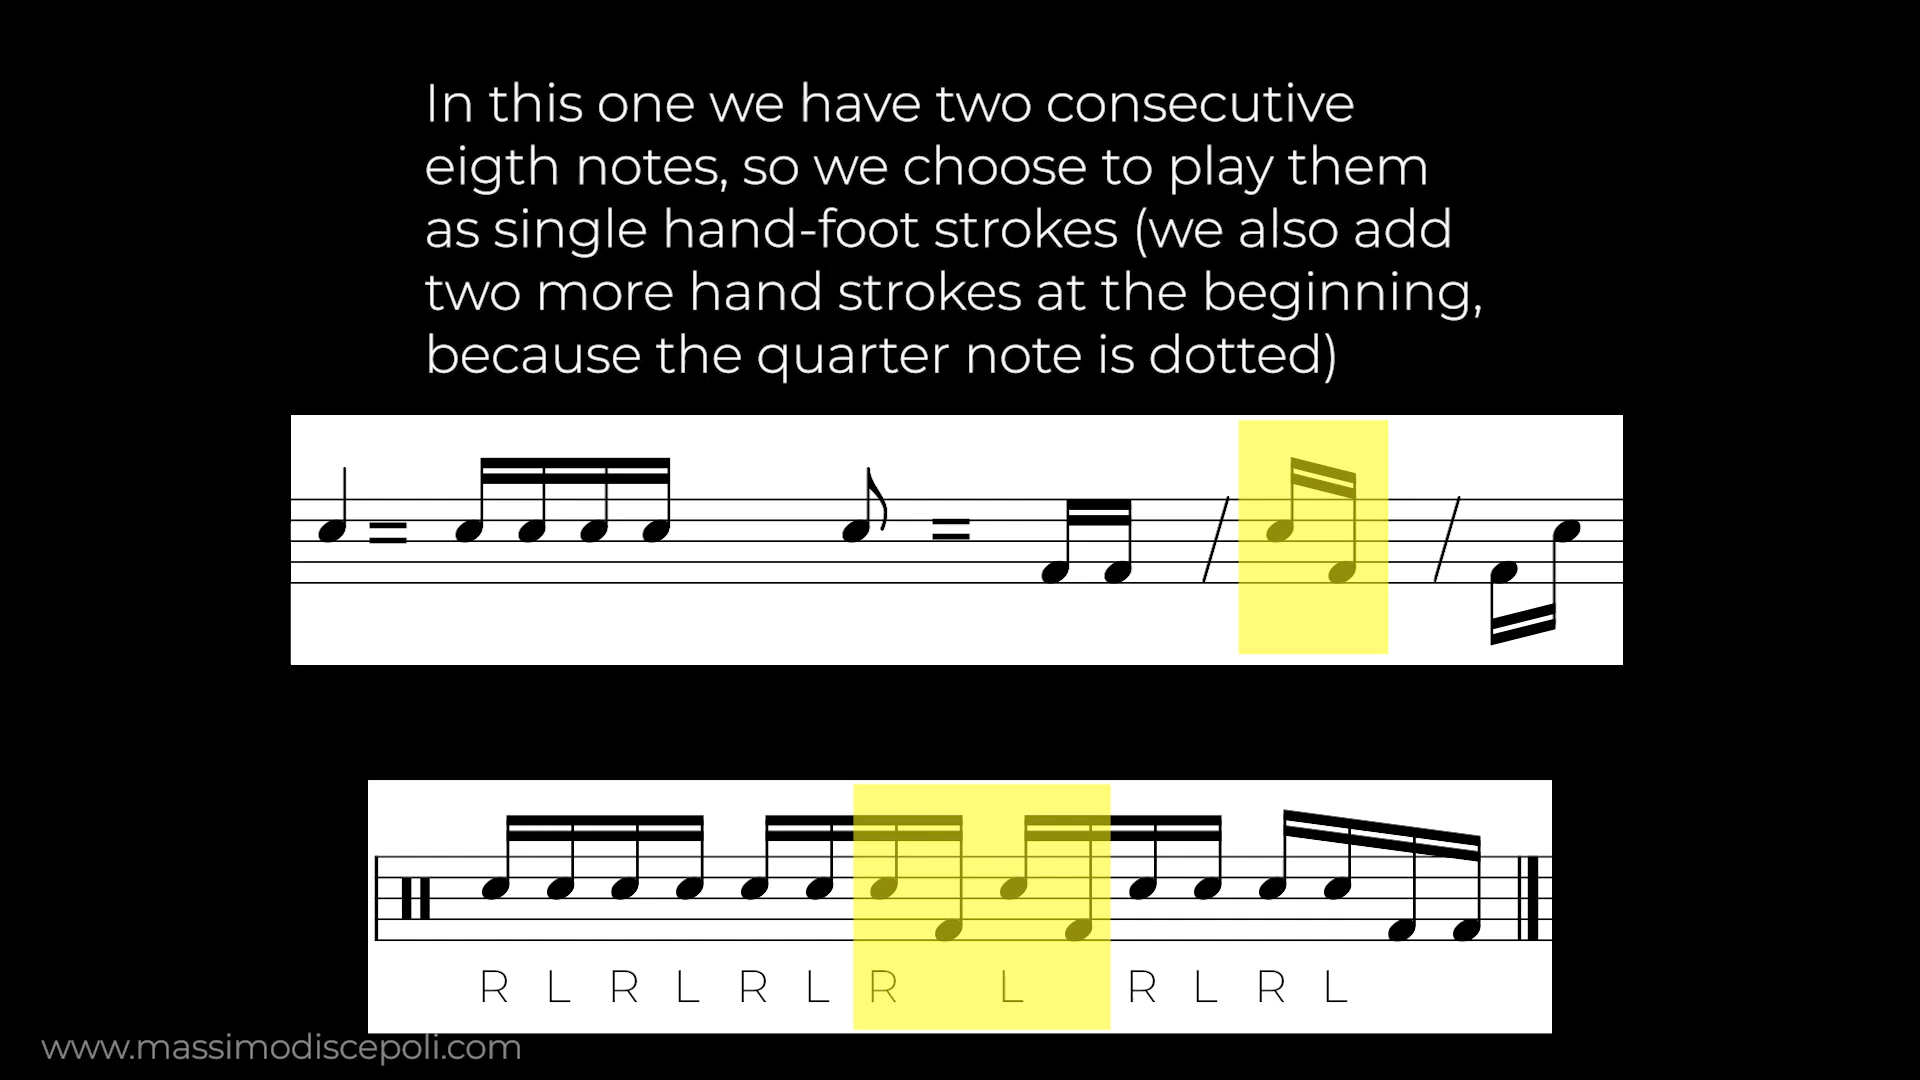 In this one we have two consecutive
eigth notes, so we choose to play them
as single hand-foot strokes (we also add
two more hand strokes at the beginning,
because the quarter note is dotted)
R L R L R L R L R L R L
www.massimodiscepoli.com